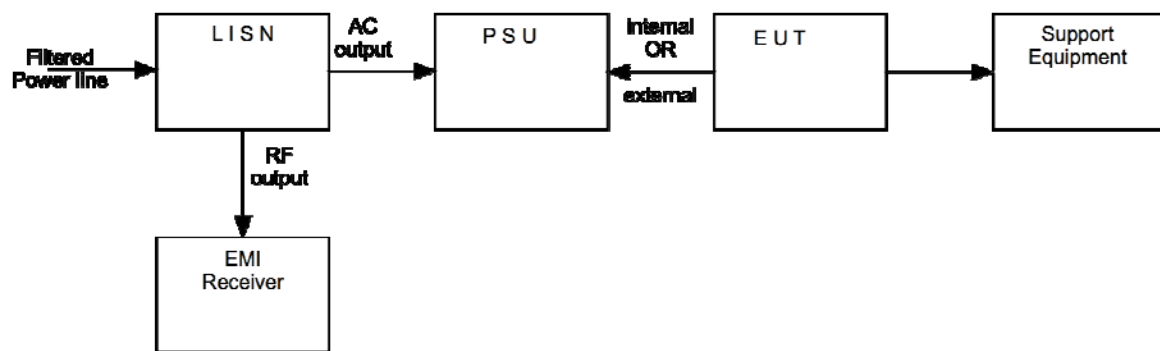 L I S N
AC
output
P S U
Internal
OR
external
E U T
Support
Equipment
Filtered
Power line
RF
output
EMI
Receiver